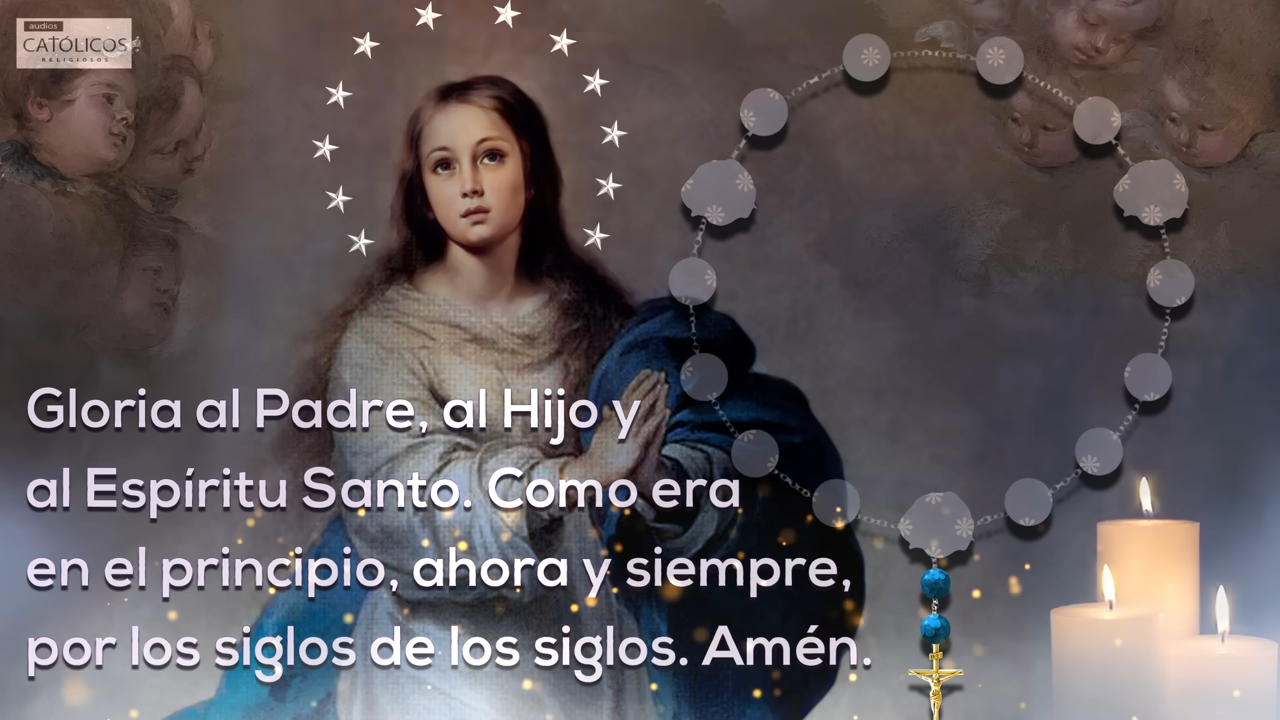 audios
CATÓLICOS
RELIGIOSOS
Gloria al Padre, al Hijo y
al Espíritu Santo. Como era
en el principio, ahora y siempre,
por los siglos de los siglos. Amén.